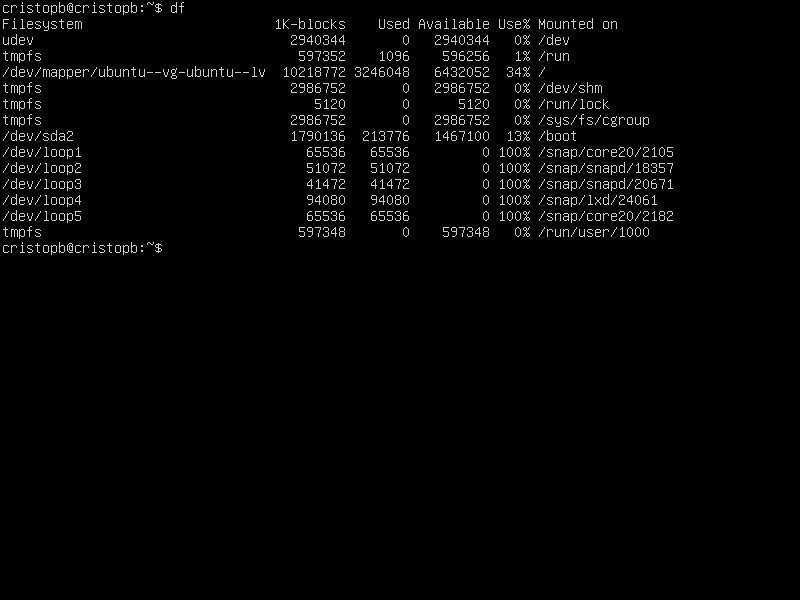 cristopb@cristopb:~$ df
Filesystem                        1K-blocks    Used Available Use% Mounted on
udev                                2940344       0   2940344   0% /dev
tmpfs                                597352    1096    596256   1% /run
/dev/mapper/ubuntu--vg-ubuntu--lv  10218772 3246048   6432052  34% /
tmpfs                               2986752       0   2986752   0% /dev/shm
tmpfs                                  5120       0      5120   0% /run/lock
tmpfs                               2986752       0   2986752   0% /sys/fs/cgroup
/dev/sda2                           1790136  213776   1467100  13% /boot
/dev/loop1                            65536   65536         0 100% /snap/core20/2105
/dev/loop2                            51072   51072         0 100% /snap/snapd/18357
/dev/loop3                            41472   41472         0 100% /snap/snapd/20671
/dev/loop4                            94080   94080         0 100% /snap/lxd/24061
/dev/loop5                            65536   65536         0 100% /snap/core20/2182
tmpfs                                597348       0    597348   0% /run/user/1000
cristopb@cristopb:~$